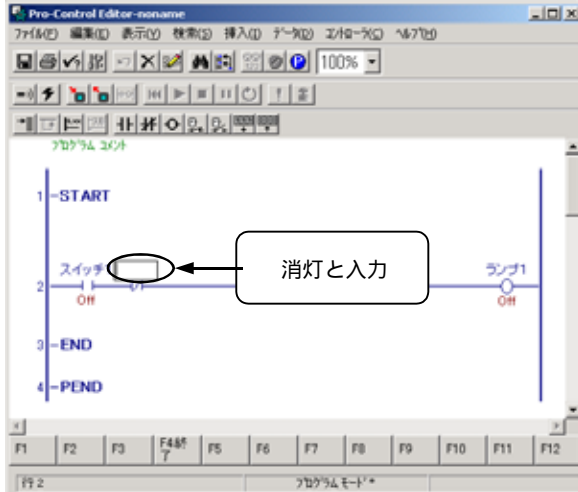 Pro-Control Editor-noname
ﾌｧｲﾙ(F) 編集(E) 表示(V) 検索(S) 挿入(I) ﾃﾞｰﾀ(D) ｺﾝﾄﾛｰﾗ(C) ﾍﾙﾌﾟ(H)
100%
ﾌﾟﾛｸﾞﾗﾑ ｺﾒﾝﾄ
1 START
スイッチ 消灯と入力 ランプ1
2
Off Off
3 END
4 PEND
F1 F2 F3 F4終了 F5 F6 F7 F8 F9 F10 F11 F12
行 2 ﾌﾟﾛｸﾞﾗﾑ ﾓｰﾄﾞ *